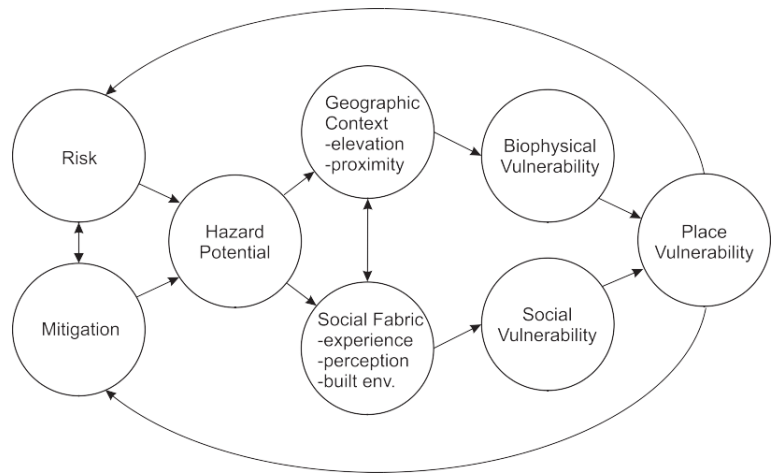 Risk
Mitigation
Hazard
Potential
Geographic
Context
-elevation
-proximity
Social Fabric
-experience
-perception
-built env.
Biophysical
Vulnerability
Social
Vulnerability
Place
Vulnerability